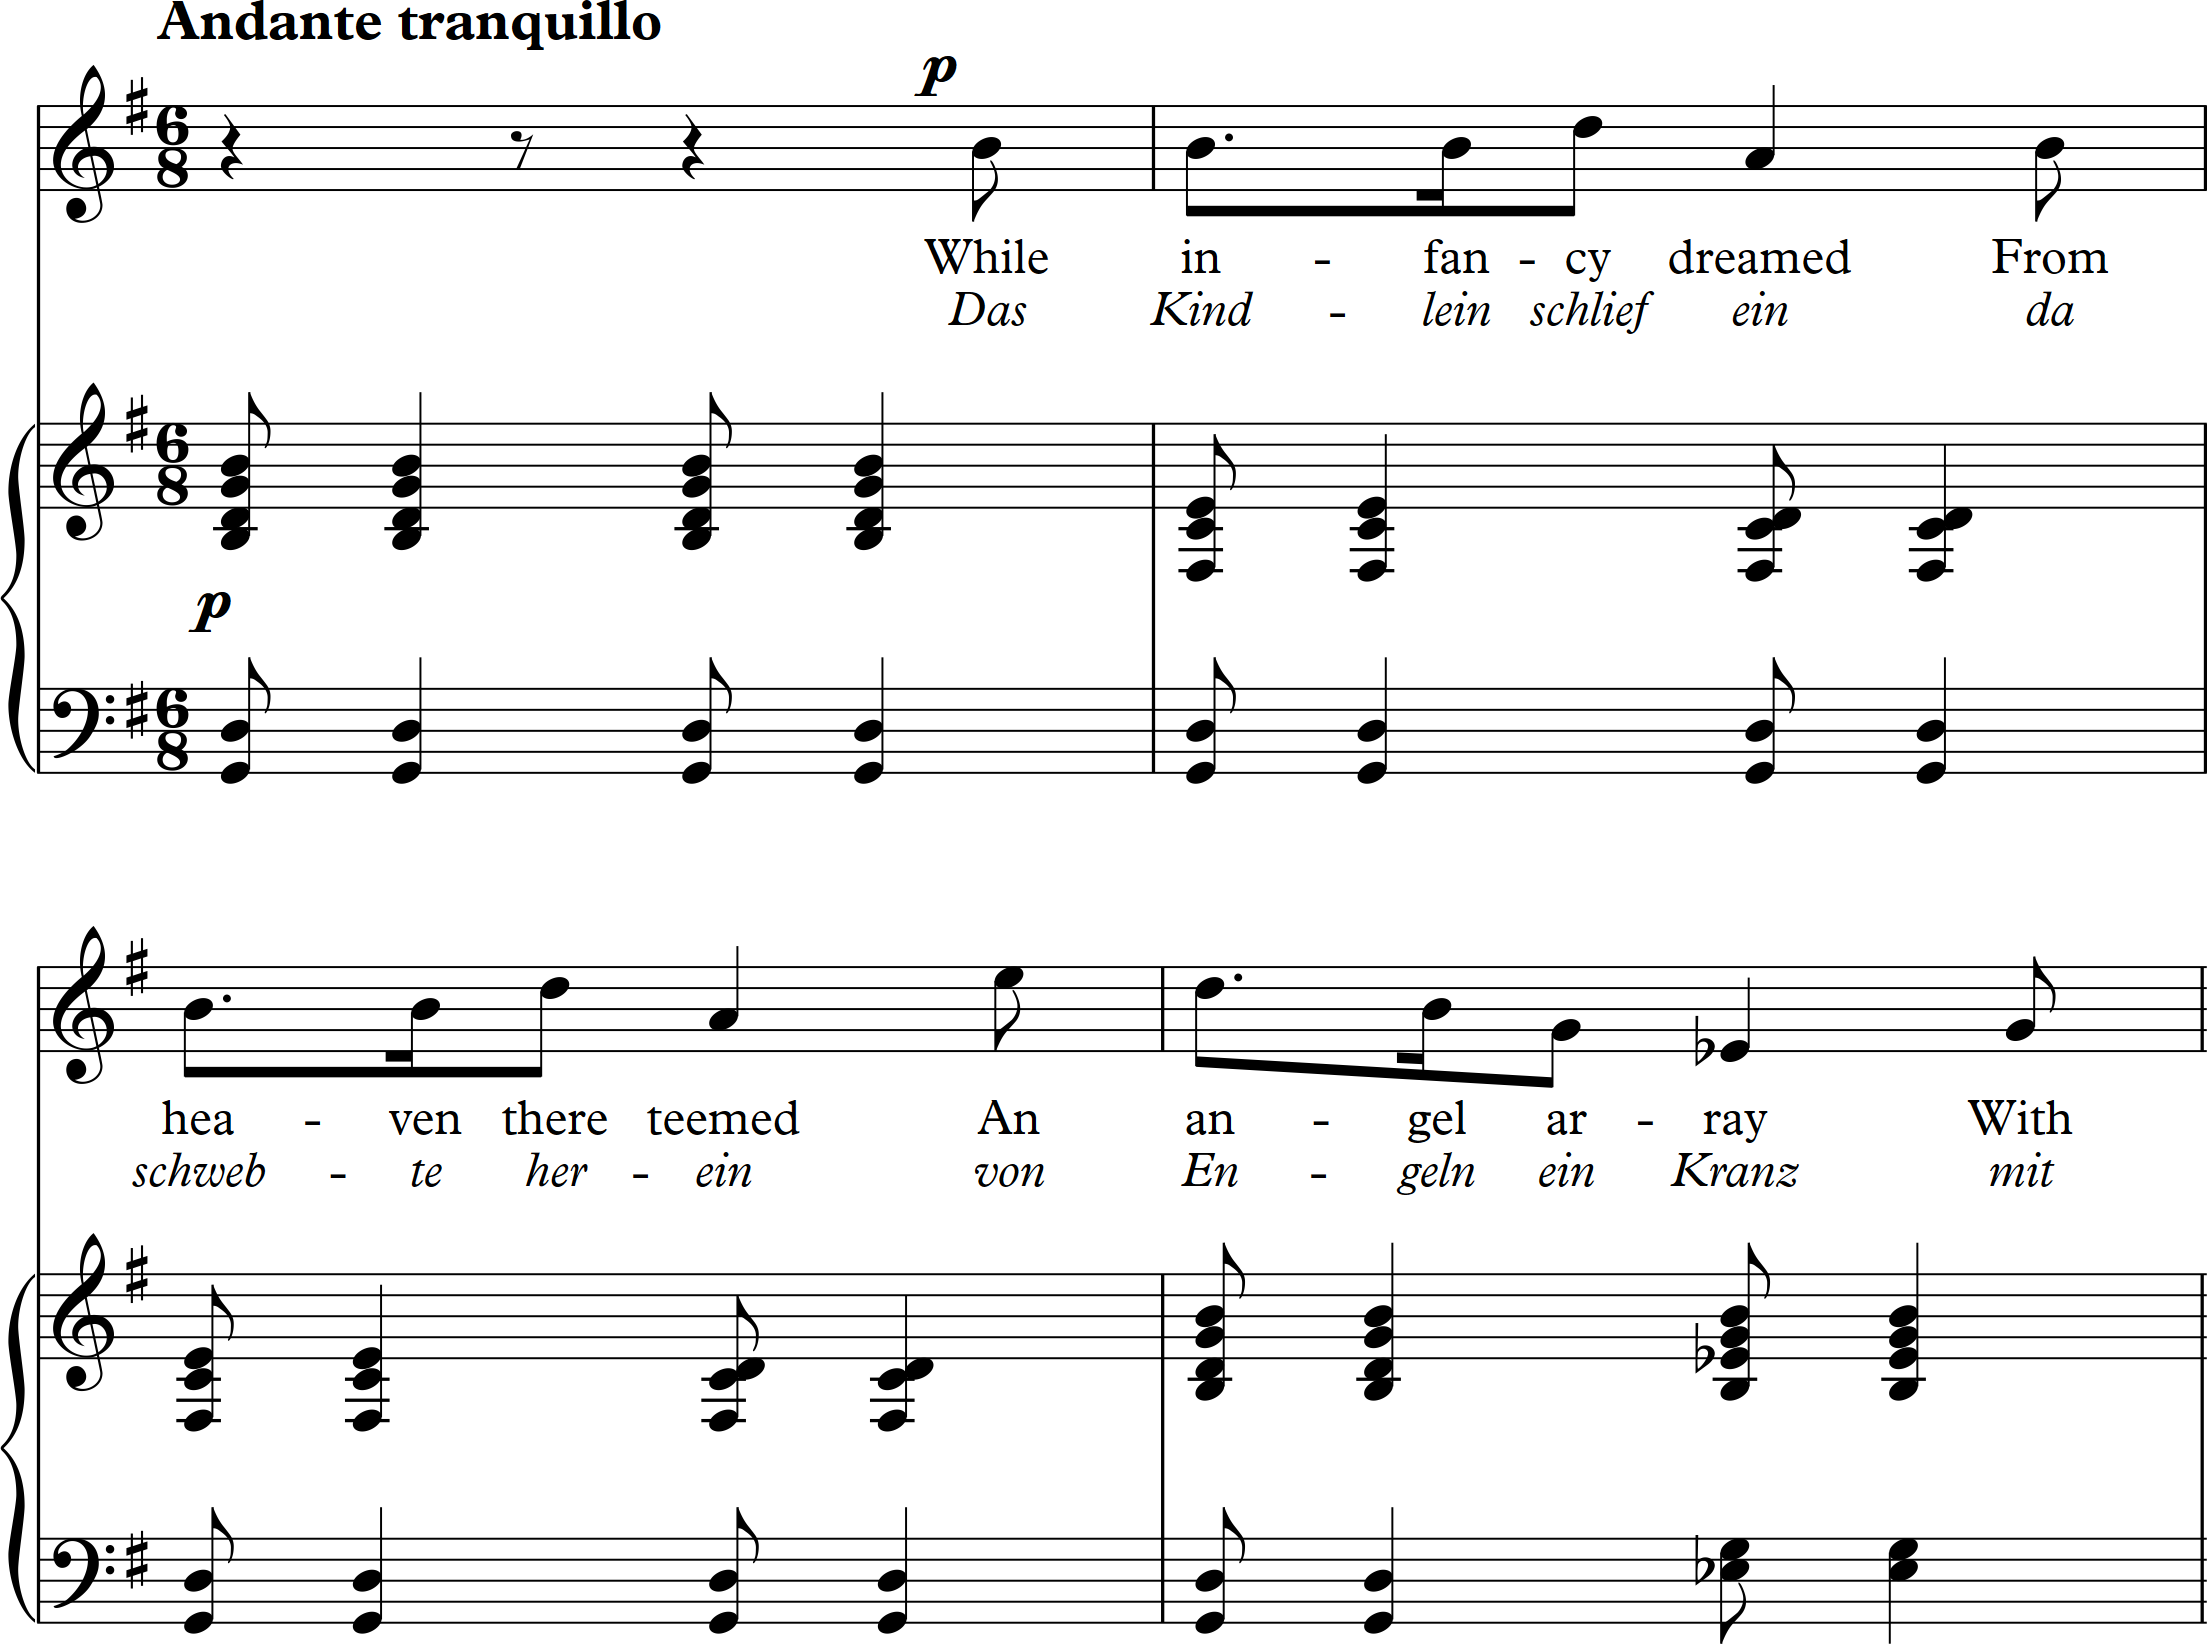 Andante tranquillo
p
While in - fan - cy dreamed From
Das Kind - lein schlief ein da
p
hea - ven there teemed An an - gel ar - ray With
schweb - te her - ein von En - geln ein Kranz mit